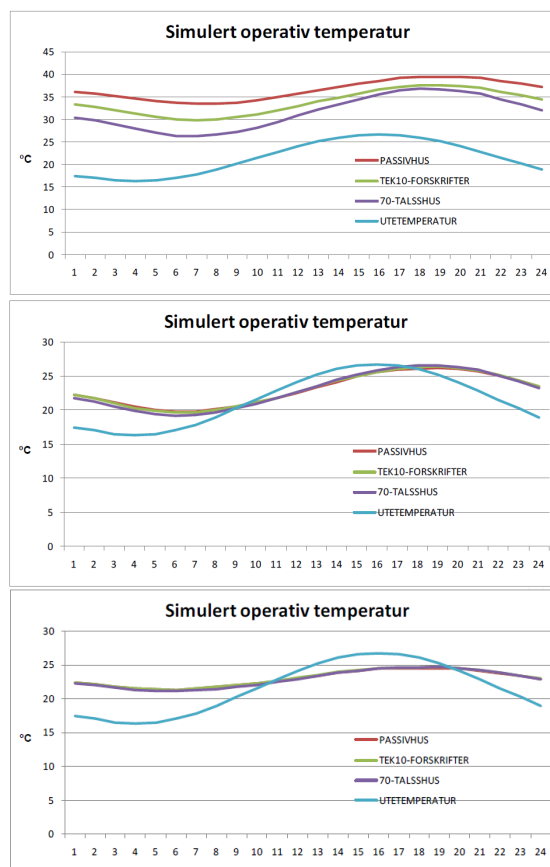 Simulert operativ temperatur
45
40
35
30
25
°C
20
15
10
5
0
PASSIVHUS
TEK10-FORSKRIFTER
70-TALSSHUS
UTETEMPERATUR
1 2 3 4 5 6 7 8 9 10 11 12 13 14 15 16 17 18 19 20 21 22 23 24
Simulert operativ temperatur
30
25
20
°C
15
10
5
0
PASSIVHUS
TEK10-FORSKRIFTER
70-TALSSHUS
UTETEMPERATUR
1 2 3 4 5 6 7 8 9 10 11 12 13 14 15 16 17 18 19 20 21 22 23 24
Simulert operativ temperatur
30
25
20
°C
15
10
5
0
PASSIVHUS
TEK10-FORSKRIFTER
70-TALSSHUS
UTETEMPERATUR
1 2 3 4 5 6 7 8 9 10 11 12 13 14 15 16 17 18 19 20 21 22 23 24